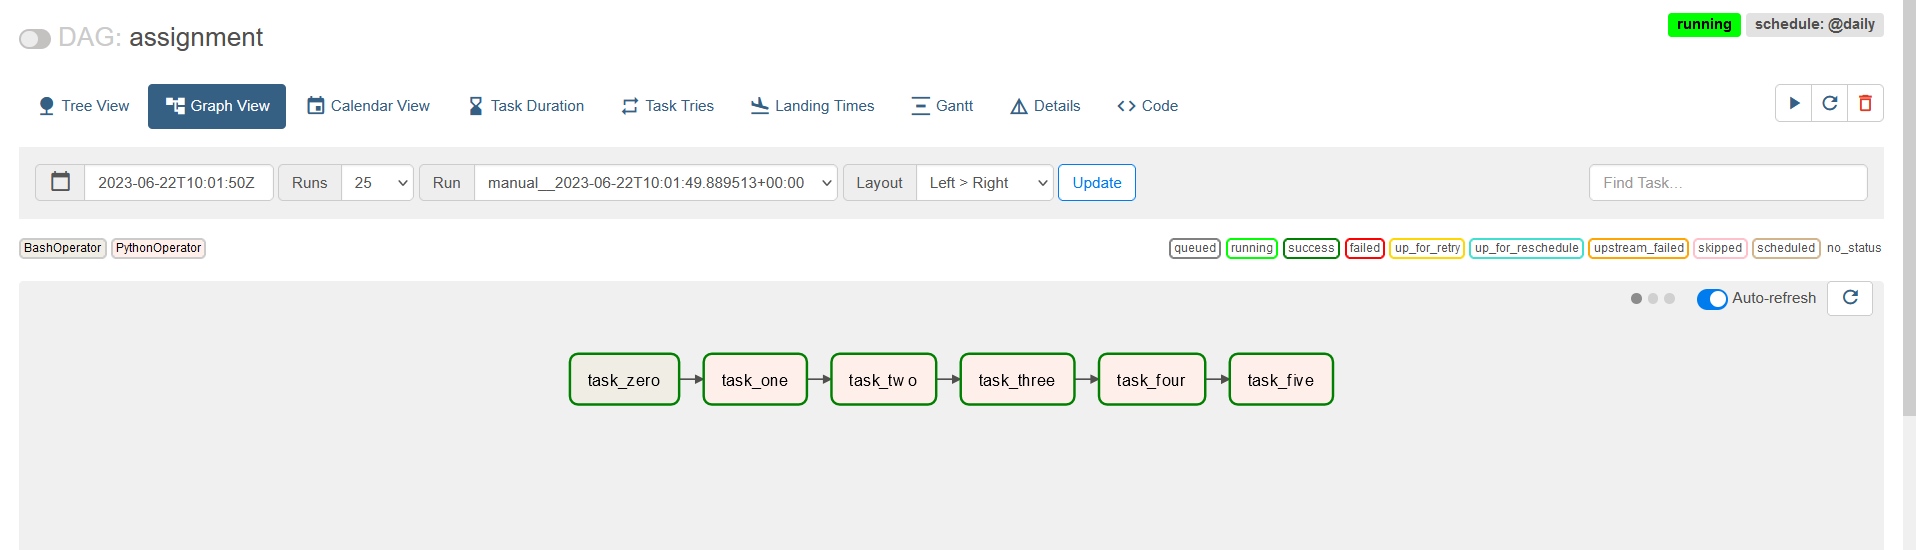 DAG: assignment
running schedule: @daily
Tree View Graph View Calendar View Task Duration Task Tries Landing Times Gantt Details Code
2023-06-22T10:01:50Z Runs 25 Run manual__2023-06-22T10:01:49.889513+00:00 Layout Left > Right Update Find Task...
BashOperator PythonOperator queued running success failed up_for_retry up_for_reschedule upstream_failed skipped scheduled no_status
Auto-refresh
task_zero task_one task_two task_three task_four task_five